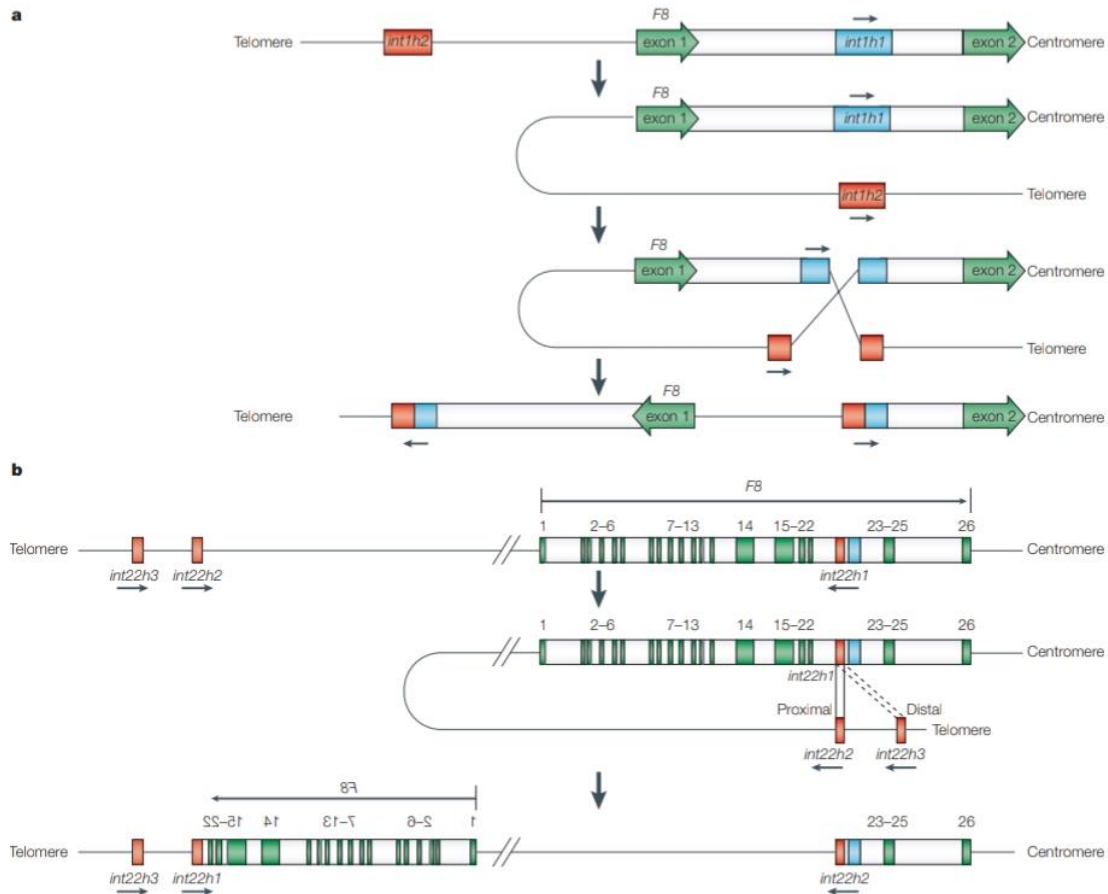 a
F8
Telomere int1h2 exon 1 int1h1 exon 2 Centromere
F8
exon 1 int1h1 exon 2 Centromere
int1h2 Telomere
F8
exon 1 exon 2 Centromere
Telomere
F8
Telomere exon 1 exon 2 Centromere
b
F8
1 2–6 7–13 14 15–22 23–25 26
Telomere Centromere
int22h3 int22h2 int22h1
1 2–6 7–13 14 15–22 23–25 26
Centromere
int22h1
Proximal Distal
Telomere
int22h2 int22h3
F8
15–22 14 7–13 2–6 1 23–25 26
Telomere Centromere
int22h3 int22h1 int22h2